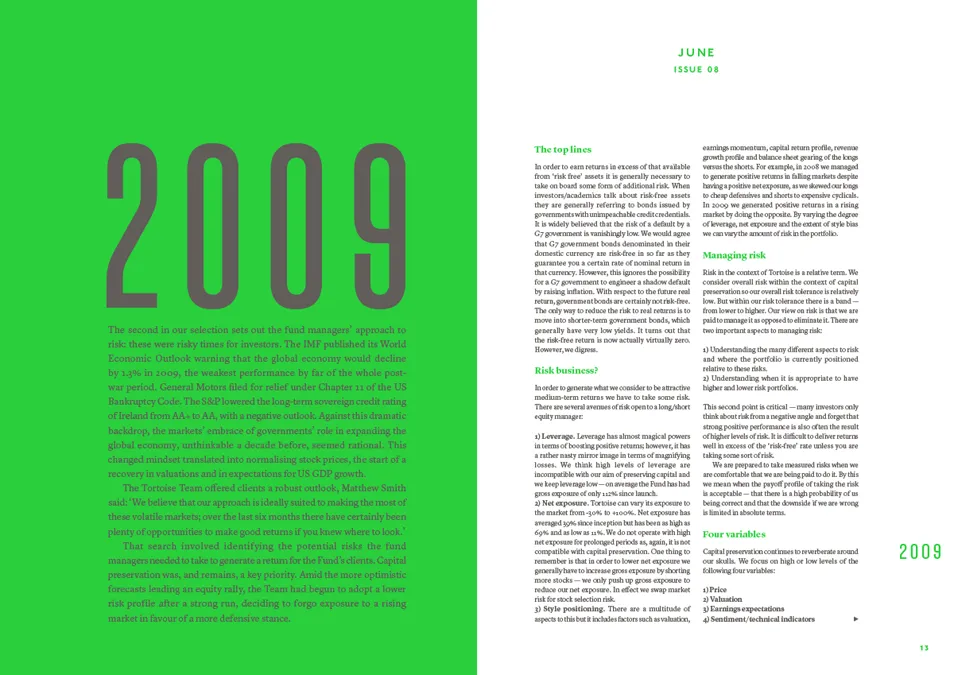 2009
The second in our selection sets out the fund managers' approach to
risk: these were risky times for investors. The IMF published its World
Economic Outlook warning that the global economy would decline
by 1.3% in 2009, the weakest performance by far of the whole post-
war period. General Motors filed for relief under Chapter 11 of the US
Bankruptcy Code. The S&P lowered the long-term sovereign credit rating
of Ireland from AA+ to AA, with a negative outlook. Against this dramatic
backdrop, the markets' embrace of governments' role in expanding the
global economy, unthinkable a decade before, seemed rational. This
changed mindset translated into normalising stock prices, the start of a
recovery in valuations and in expectations for US GDP growth.
The Tortoise Team offered clients a robust outlook, Matthew Smith
said: 'We believe that our approach is ideally suited to making the most of
these volatile markets; over the last six months there have certainly been
plenty of opportunities to make good returns if you knew where to look.'
That search involved identifying the potential risks the fund
managers needed to take to generate a return for the Fund's clients. Capital
preservation was, and remains, a key priority. Amid the more optimistic
forecasts leading an equity rally, the Team had begun to adopt a lower
risk profile after a strong run, deciding to forgo exposure to a rising
market in favour of a more defensive stance.
JUNE
ISSUE 08
The top lines
In order to earn returns in excess of that available
from 'risk free' assets it is generally necessary to
take on board some form of additional risk. When
investors/academics talk about risk-free assets
they are generally referring to bonds issued by
governments with unimpeachable credit credentials.
It is widely believed that the risk of a default by a
G7 government is vanishingly low. We would agree
that G7 government bonds denominated in their
domestic currency are risk-free in so far as they
guarantee you a certain rate of nominal return in
that currency. However, this ignores the possibility
for a G7 government to engineer a shadow default
by raising inflation. With respect to the future real
return, government bonds are certainly not risk-free.
The only way to reduce the risk to real returns is to
move into shorter-term government bonds, which
generally have very low yields. It turns out that
the risk-free return is now actually virtually zero.
However, we digress.
Risk business?
In order to generate what we consider to be attractive
medium-term returns we have to take some risk.
There are several avenues of risk open to a long/short
equity manager:
1) Leverage. Leverage has almost magical powers
in terms of boosting positive returns; however, it has
a rather nasty mirror image in terms of magnifying
losses. We think high levels of leverage are
incompatible with our aim of preserving capital and
we keep leverage low — on average the Fund has had
gross exposure of only 112% since launch.
2) Net exposure. Tortoise can vary its exposure to
the market from -30% to +100%. Net exposure has
averaged 39% since inception but has been as high as
69% and as low as 11%. We do not operate with high
net exposure for prolonged periods as, again, it is not
compatible with capital preservation. One thing to
remember is that in order to lower net exposure we
generally have to increase gross exposure by shorting
more stocks — we only push up gross exposure to
reduce our net exposure. In effect we swap market
risk for stock selection risk.
3) Style positioning. There are a multitude of
aspects to this but it includes factors such as valuation,
earnings momentum, capital return profile, revenue
growth profile and balance sheet gearing of the longs
versus the shorts. For example, in 2008 we managed
to generate positive returns in falling markets despite
having a positive net exposure, as we skewed our longs
to cheap defensives and shorts to expensive cyclicals.
In 2009 we generated positive returns in a rising
market by doing the opposite. By varying the degree
of leverage, net exposure and the extent of style bias
we can vary the amount of risk in the portfolio.
Managing risk
Risk in the context of Tortoise is a relative term. We
consider overall risk within the context of capital
preservation so our overall risk tolerance is relatively
low. But within our risk tolerance there is a band —
from lower to higher. Our view on risk is that we are
paid to manage it as opposed to eliminate it. There are
two important aspects to managing risk:
1) Understanding the many different aspects to risk
and where the portfolio is currently positioned
relative to these risks.
2) Understanding when it is appropriate to have
higher and lower risk portfolios.
This second point is critical — many investors only
think about risk from a negative angle and forget that
strong positive performance is also often the result
of higher levels of risk. It is difficult to deliver returns
well in excess of the 'risk-free' rate unless you are
taking some sort of risk.
We are prepared to take measured risks when we
are comfortable that we are being paid to do it. By this
we mean when the payoff profile of taking the risk
is acceptable — that there is a high probability of us
being correct and that the downside if we are wrong
is limited in absolute terms.
Four variables
Capital preservation continues to reverberate around
our skulls. We focus on high or low levels of the
following four variables:
1) Price
2) Valuation
3) Earnings expectations
4) Sentiment/technical indicators
2009
13